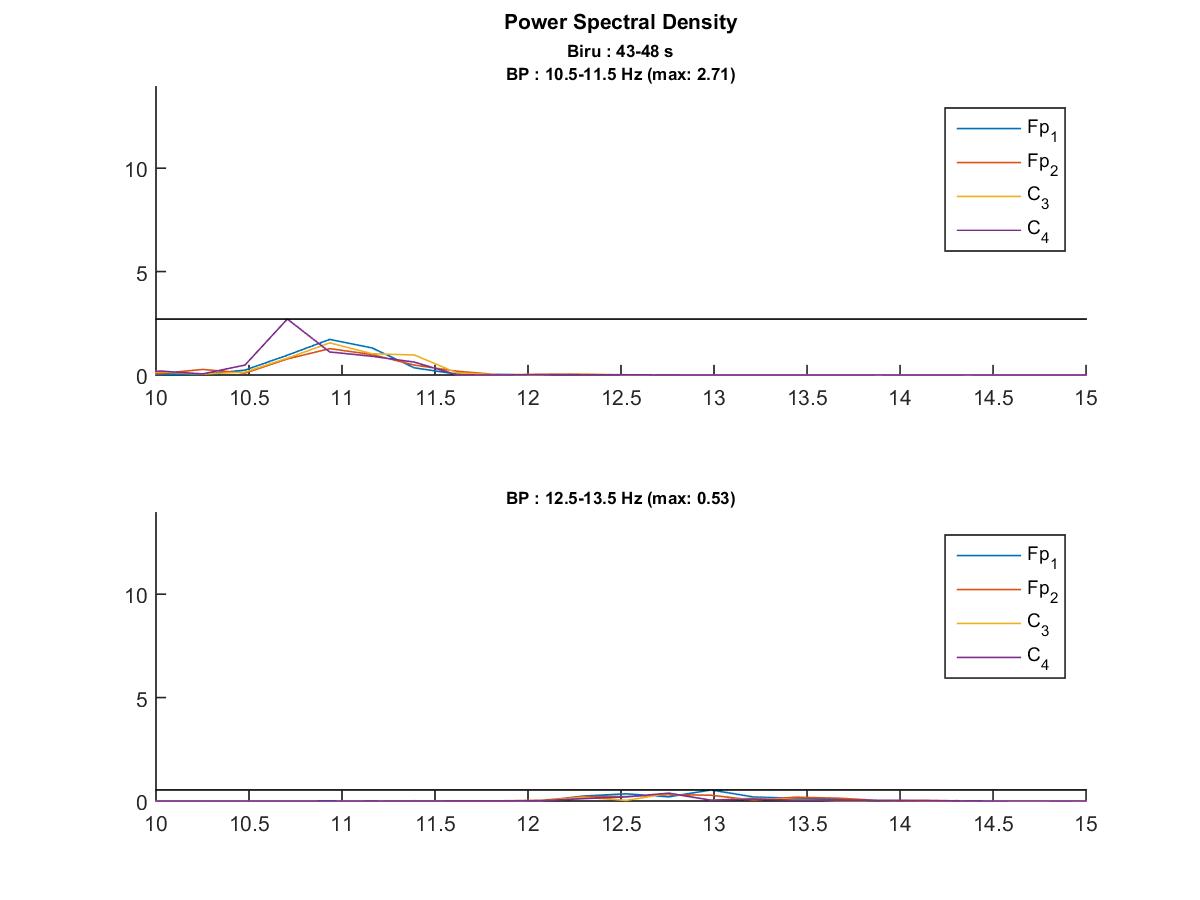 Power Spectral Density
Biru : 43-48 s
BP : 10.5-11.5 Hz (max: 2.71)
10
5
0
10 10.5 11 11.5 12 12.5 13 13.5 14 14.5 15
Fp1
Fp2
C3
C4
BP : 12.5-13.5 Hz (max: 0.53)
10
5
0
10 10.5 11 11.5 12 12.5 13 13.5 14 14.5 15
Fp1
Fp2
C3
C4